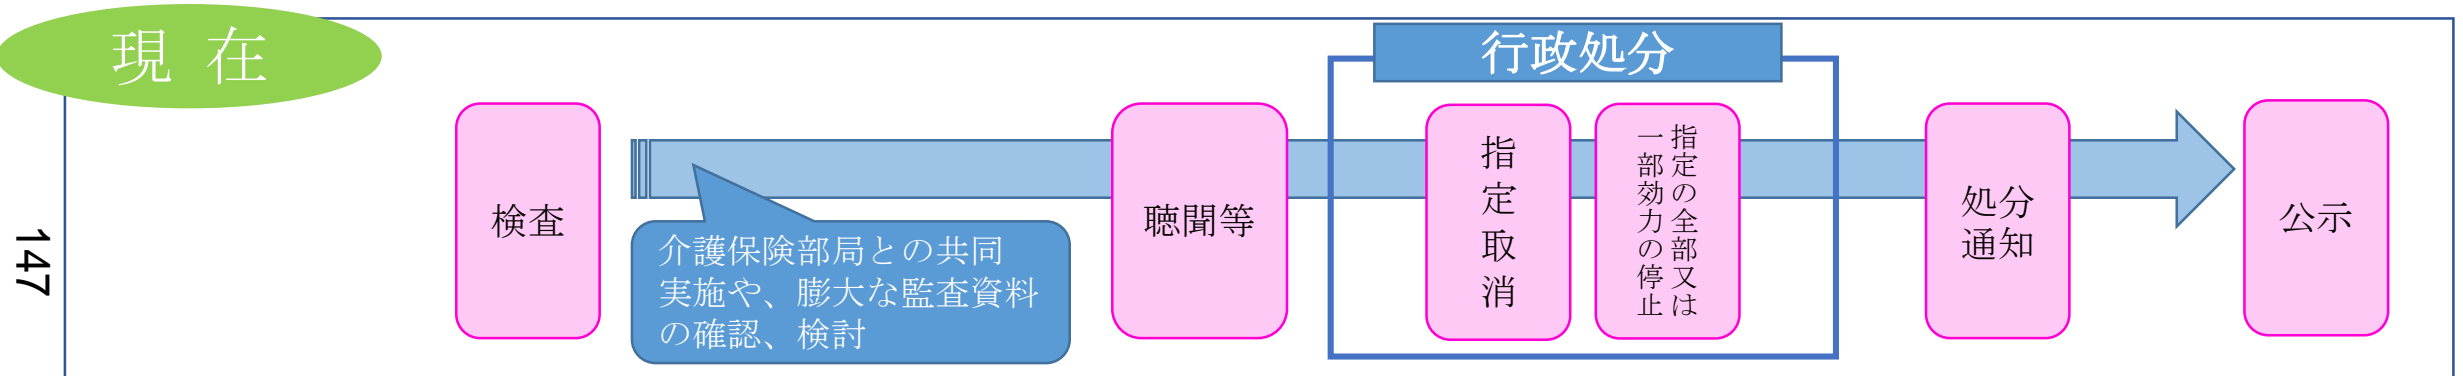 現 在
行政処分
検査
介護保険部局との共同
実施や、膨大な監査資料
の確認、検討
聴聞等
指定取消
指定の全部又は
一部効力の停止
処分
通知
公示
147